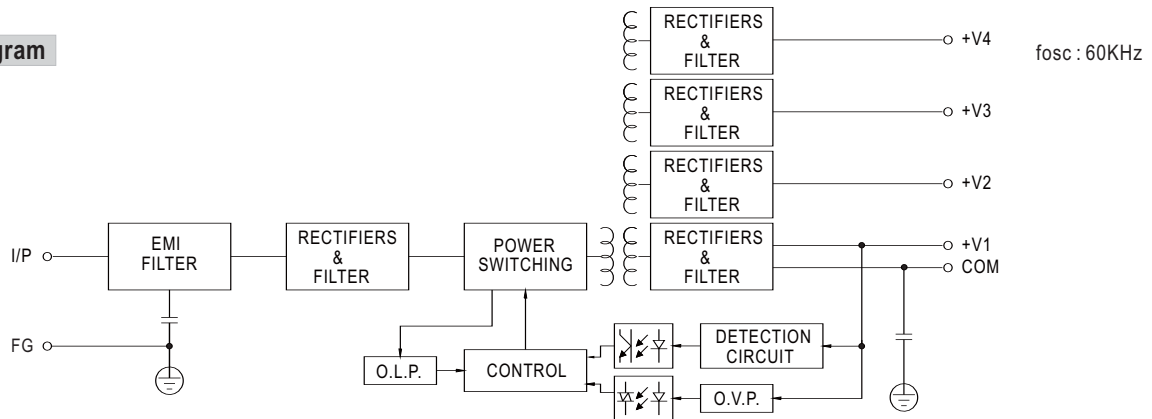 gram
RECTIFIERS
&
FILTER
+V4
fosc : 60KHz
RECTIFIERS
&
FILTER
+V3
RECTIFIERS
&
FILTER
+V2
I/P
EMI
FILTER
RECTIFIERS
&
FILTER
POWER
SWITCHING
RECTIFIERS
&
FILTER
+V1
COM
FG
O.L.P.
CONTROL
DETECTION
CIRCUIT
O.V.P.